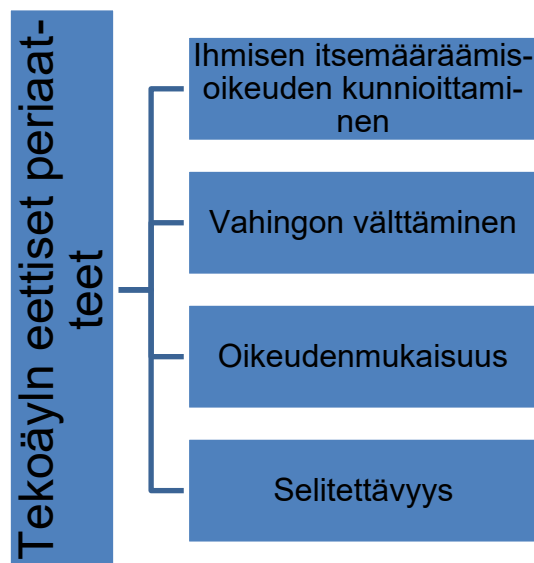 Tekoäyln eettiset periaat-
teet
Ihmisen itsemääräämis-
oikeuden kunnioittami-
nen
Vahingon välttäminen
Oikeudenmukaisuus
Selitettävyys